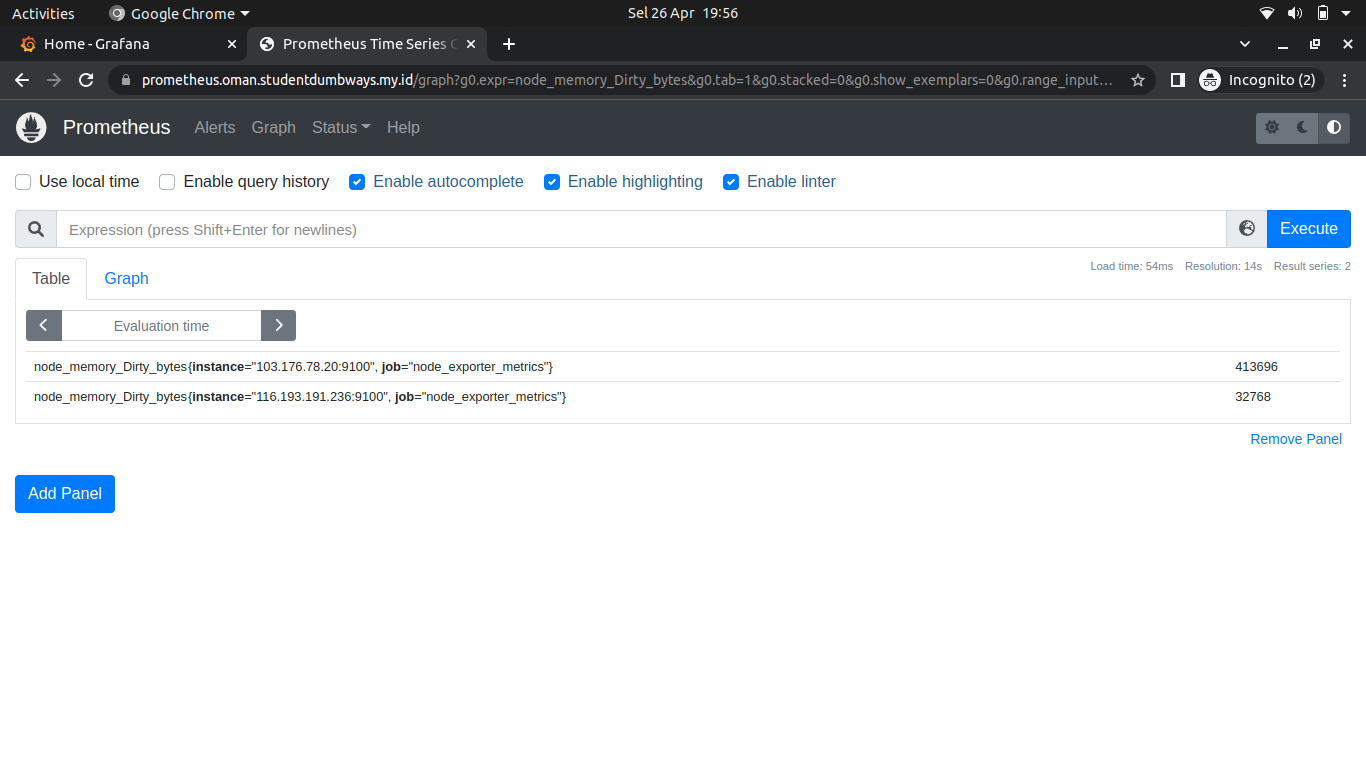 Activities Google Chrome Sel 26 Apr 19:56
Home - Grafana Prometheus Time Series C
prometheus.oman.studentdumbways.my.id/graph?g0.expr=node_memory_Dirty_bytes&g0.tab=1&g0.stacked=0&g0.show_exemplars=0&g0.range_input... Incognito (2)
Prometheus Alerts Graph Status Help
Use local time Enable query history Enable autocomplete Enable highlighting Enable linter
Expression (press Shift+Enter for newlines) Execute
Table Graph Load time: 54ms Resolution: 14s Result series: 2
Evaluation time
node_memory_Dirty_bytes{instance="103.176.78.20:9100", job="node_exporter_metrics"} 413696
node_memory_Dirty_bytes{instance="116.193.191.236:9100", job="node_exporter_metrics"} 32768
Remove Panel
Add Panel